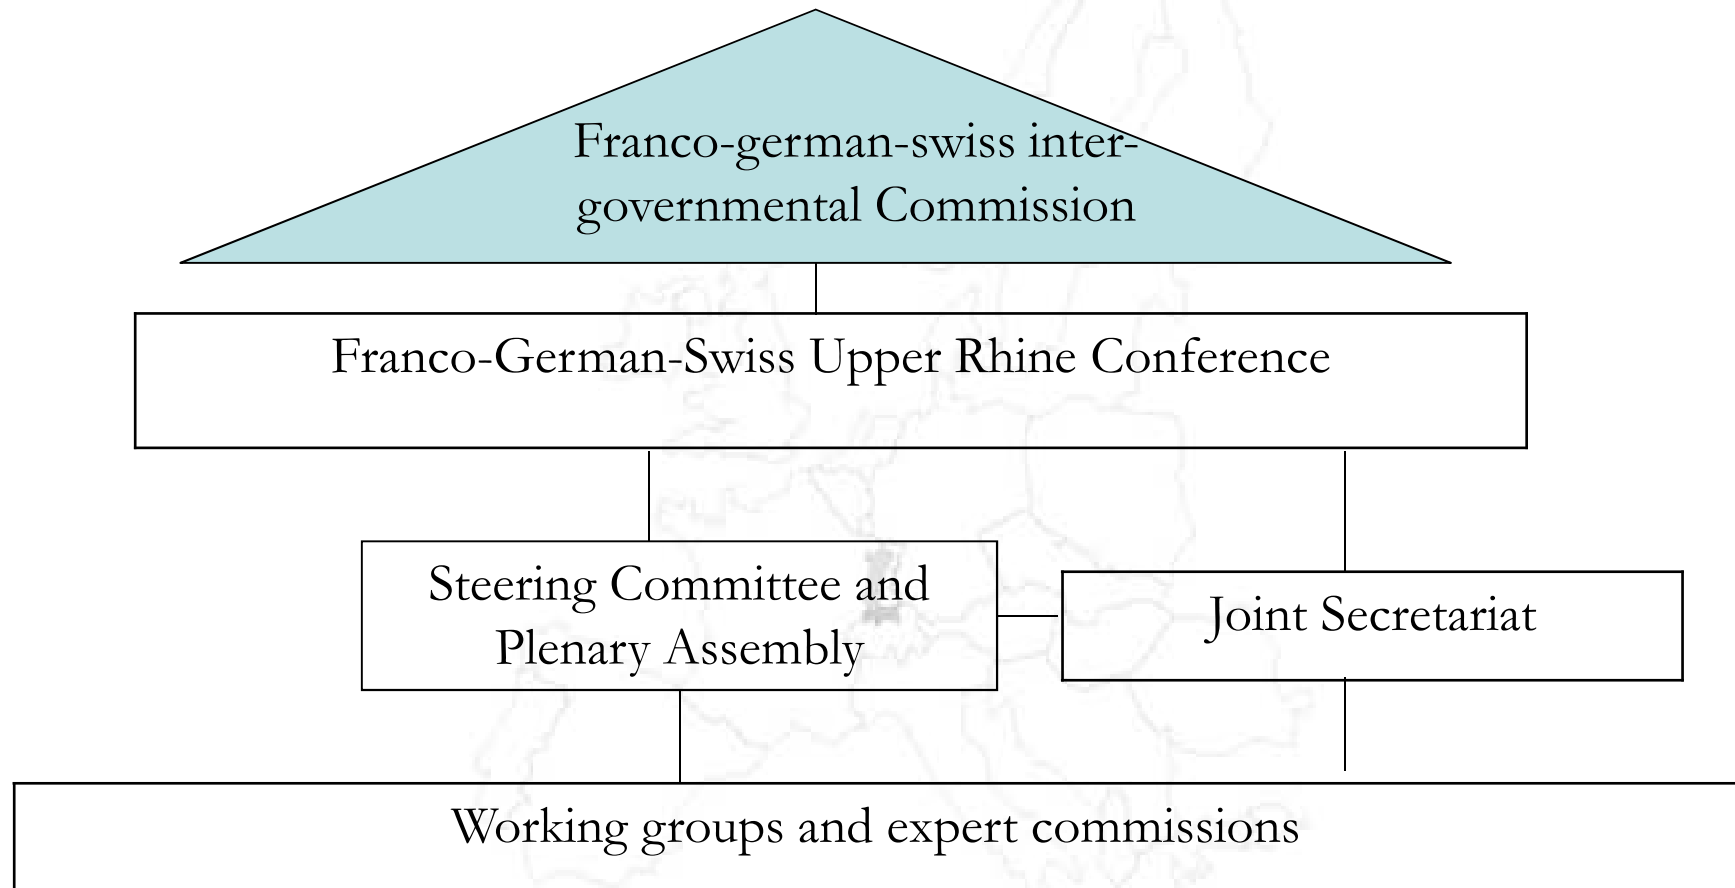 Franco-german-swiss inter-
governmental Commission
Franco-German-Swiss Upper Rhine Conference
Steering Committee and
Plenary Assembly
Joint Secretariat
Working groups and expert commissions